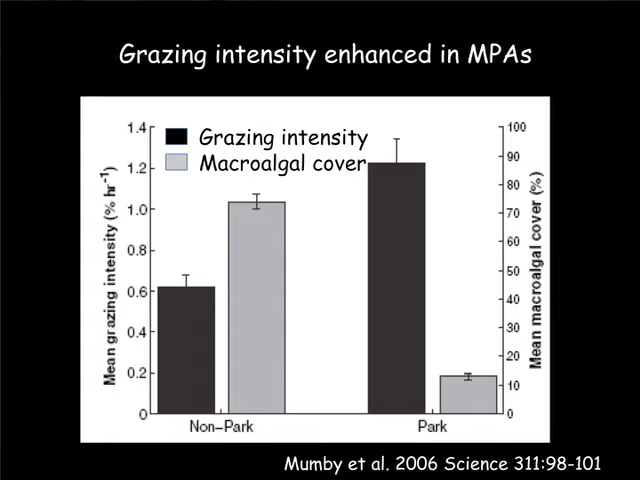 Grazing intensity enhanced in MPAs
Grazing intensity
Macroalgal cover
Mean grazing intensity (% hr⁻¹)
1.4
1.2
1.0
0.8
0.6
0.4
0.2
0
Non–Park
Park
100
90
80
70
60
50
40
30
20
10
0
Mean macroalgal cover (%)
Mumby et al. 2006 Science 311:98-101